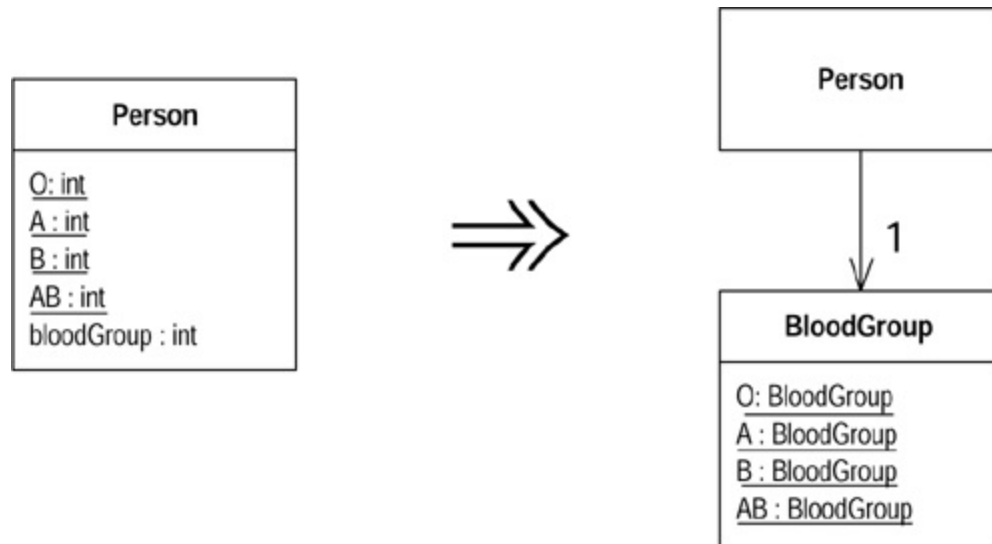 Person
O: int
A : int
B : int
AB : int
bloodGroup : int
Person
1
BloodGroup
O: BloodGroup
A : BloodGroup
B : BloodGroup
AB : BloodGroup